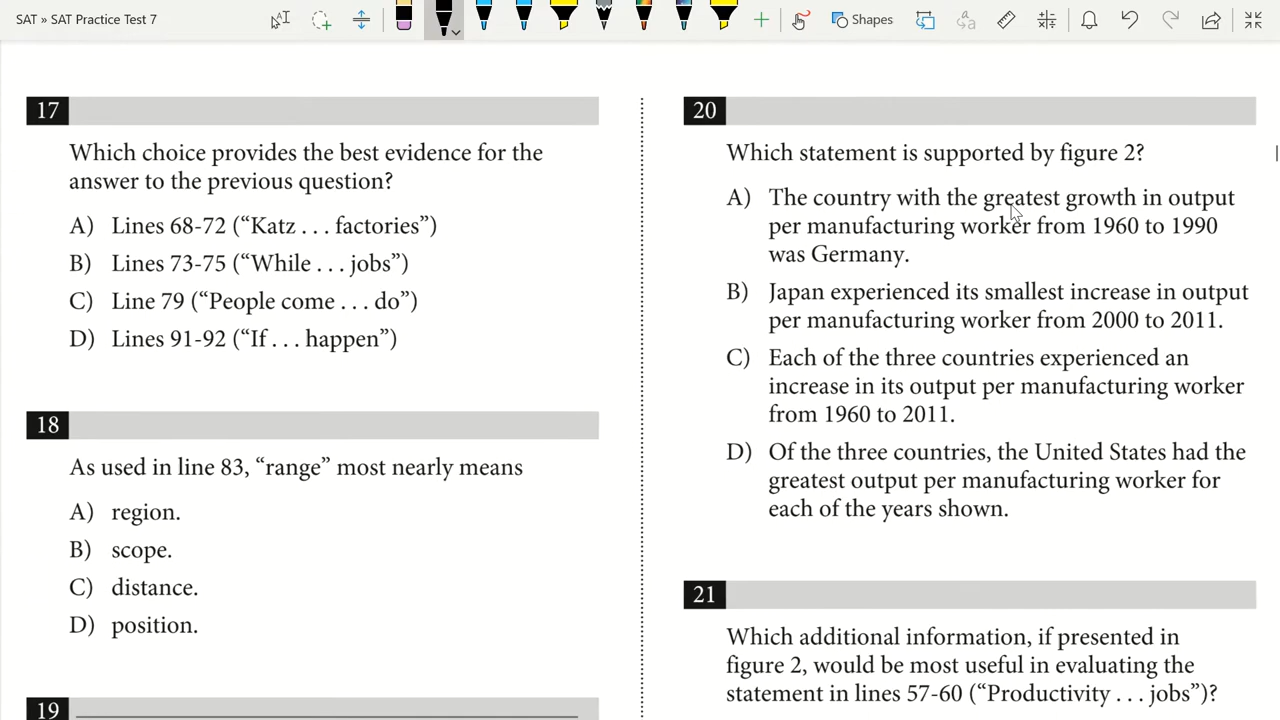 SAT » SAT Practice Test 7
Shapes
17
Which choice provides the best evidence for the
answer to the previous question?
A) Lines 68-72 (“Katz . . . factories”)
B) Lines 73-75 (“While . . . jobs”)
C) Line 79 (“People come . . . do”)
D) Lines 91-92 (“If . . . happen”)
18
As used in line 83, “range” most nearly means
A) region.
B) scope.
C) distance.
D) position.
19
20
Which statement is supported by figure 2?
A) The country with the greatest growth in output
per manufacturing worker from 1960 to 1990
was Germany.
B) Japan experienced its smallest increase in output
per manufacturing worker from 2000 to 2011.
C) Each of the three countries experienced an
increase in its output per manufacturing worker
from 1960 to 2011.
D) Of the three countries, the United States had the
greatest output per manufacturing worker for
each of the years shown.
21
Which additional information, if presented in
figure 2, would be most useful in evaluating the
statement in lines 57-60 (“Productivity . . . jobs”)?